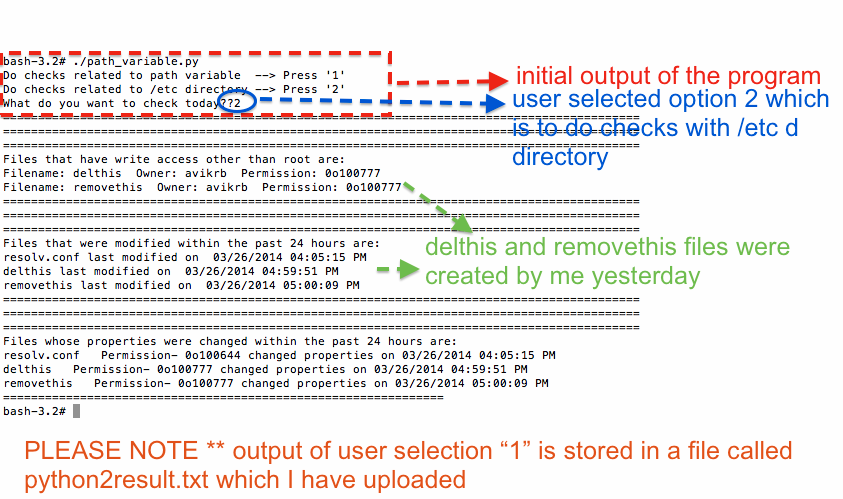 bash-3.2# ./path_variable.py
Do checks related to path variable  --> Press '1'
Do checks related to /etc directory --> Press '2'
What do you want to check today???2
initial output of the program
user selected option 2 which
is to do checks with /etc d
directory
================================================================================
================================================================================
================================================================================
Files that have write access other than root are:
Filename: delthis  Owner: avikrb  Permission: 0o100777
Filename: removethis  Owner: avikrb  Permission: 0o100777
================================================================================
================================================================================
================================================================================
Files that were modified within the past 24 hours are:
resolv.conf last modified on  03/26/2014 04:05:15 PM
delthis last modified on  03/26/2014 04:59:51 PM
removethis last modified on  03/26/2014 05:00:09 PM
delthis and removethis files were
created by me yesterday
================================================================================
================================================================================
================================================================================
Files whose properties were changed within the past 24 hours are:
resolv.conf   Permission- 0o100644 changed properties on 03/26/2014 04:05:15 PM
delthis   Permission- 0o100777 changed properties on 03/26/2014 04:59:51 PM
removethis   Permission- 0o100777 changed properties on 03/26/2014 05:00:09 PM
===============================================================
bash-3.2#
PLEASE NOTE ** output of user selection “1” is stored in a file called
python2result.txt which I have uploaded